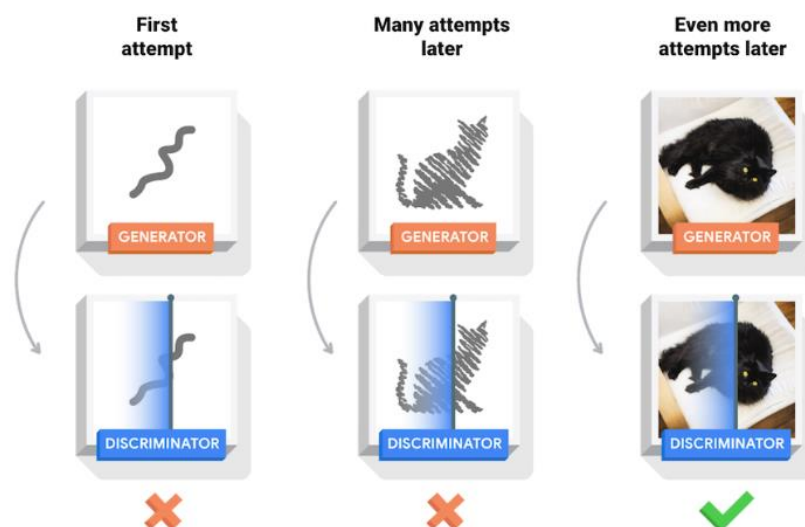 First
attempt
Many attempts
later
Even more
attempts later
GENERATOR
GENERATOR
GENERATOR
DISCRIMINATOR
DISCRIMINATOR
DISCRIMINATOR